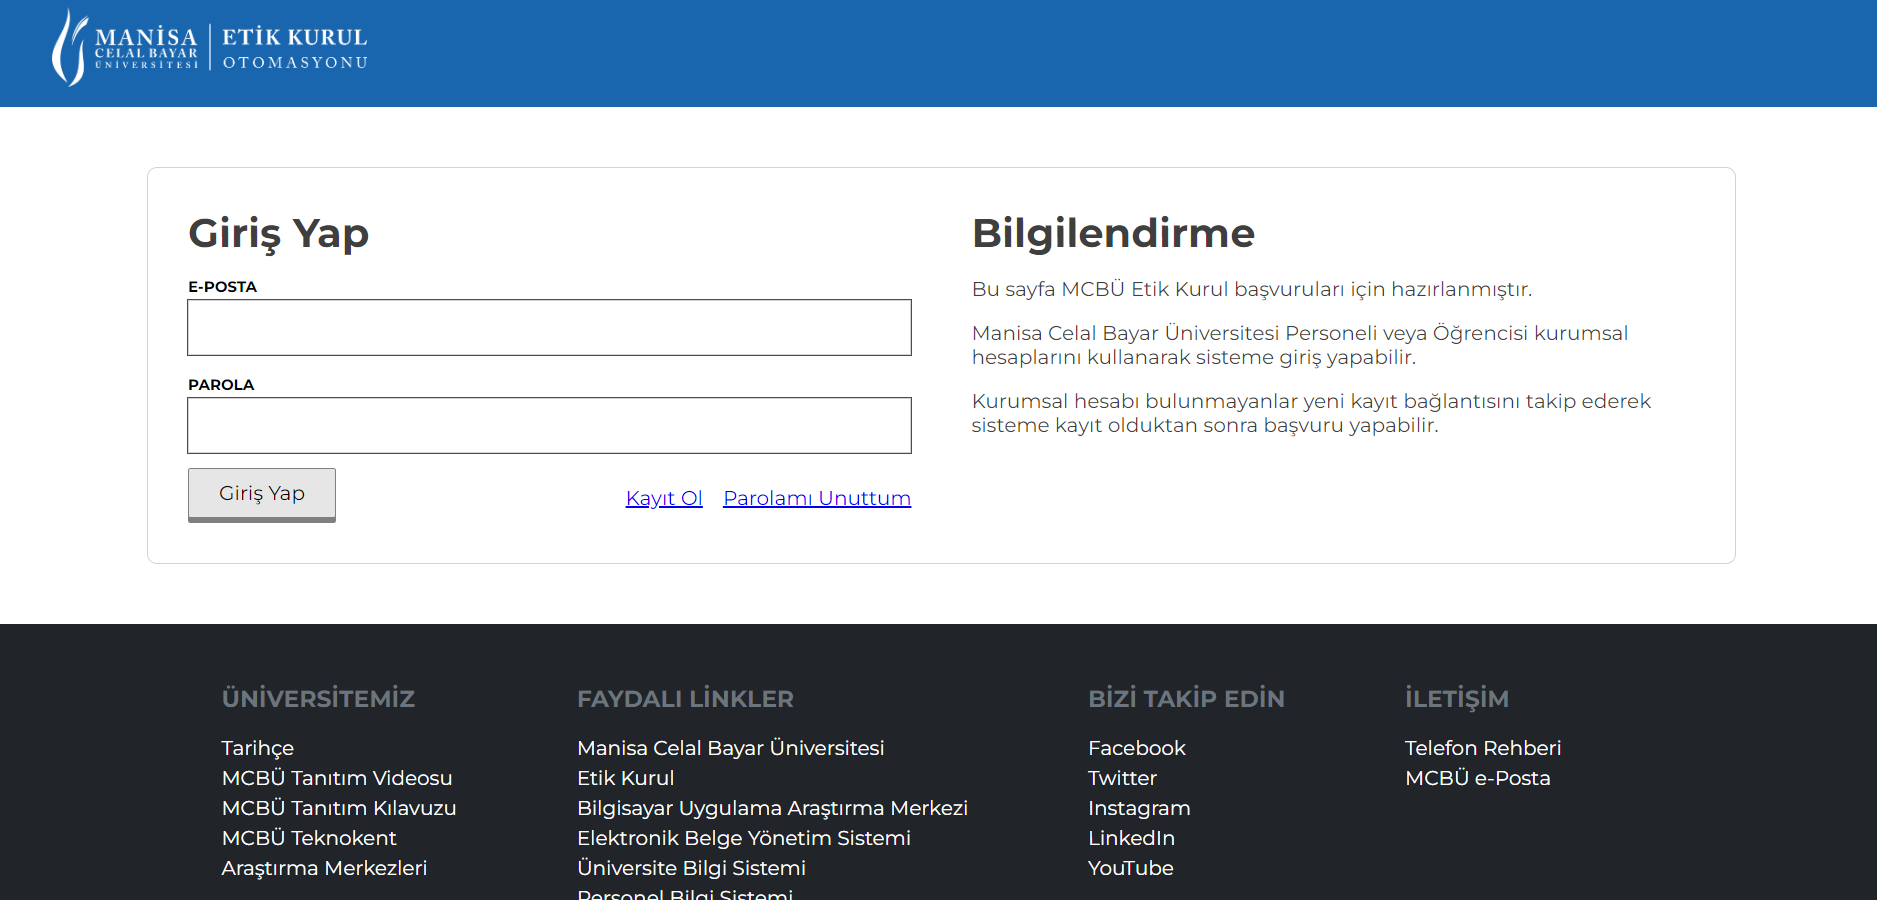 MANİSA
CELAL BAYAR
ÜNİVERSİTESİ
ETİK KURUL
OTOMASYONU
Giriş Yap
E-POSTA
PAROLA
Giriş Yap
Kayıt Ol
Parolamı Unuttum
Bilgilendirme
Bu sayfa MCBÜ Etik Kurul başvuruları için hazırlanmıştır.
Manisa Celal Bayar Üniversitesi Personeli veya Öğrencisi kurumsal
hesaplarını kullanarak sisteme giriş yapabilir.
Kurumsal hesabı bulunmayanlar yeni kayıt bağlantısını takip ederek
sisteme kayıt olduktan sonra başvuru yapabilir.
ÜNİVERSİTEMİZ
Tarihçe
MCBÜ Tanıtım Videosu
MCBÜ Tanıtım Kılavuzu
MCBÜ Teknokent
Araştırma Merkezleri
FAYDALI LİNKLER
Manisa Celal Bayar Üniversitesi
Etik Kurul
Bilgisayar Uygulama Araştırma Merkezi
Elektronik Belge Yönetim Sistemi
Üniversite Bilgi Sistemi
Personel Bilgi Sistemi
BİZİ TAKİP EDİN
Facebook
Twitter
Instagram
LinkedIn
YouTube
İLETİŞİM
Telefon Rehberi
MCBÜ e-Posta